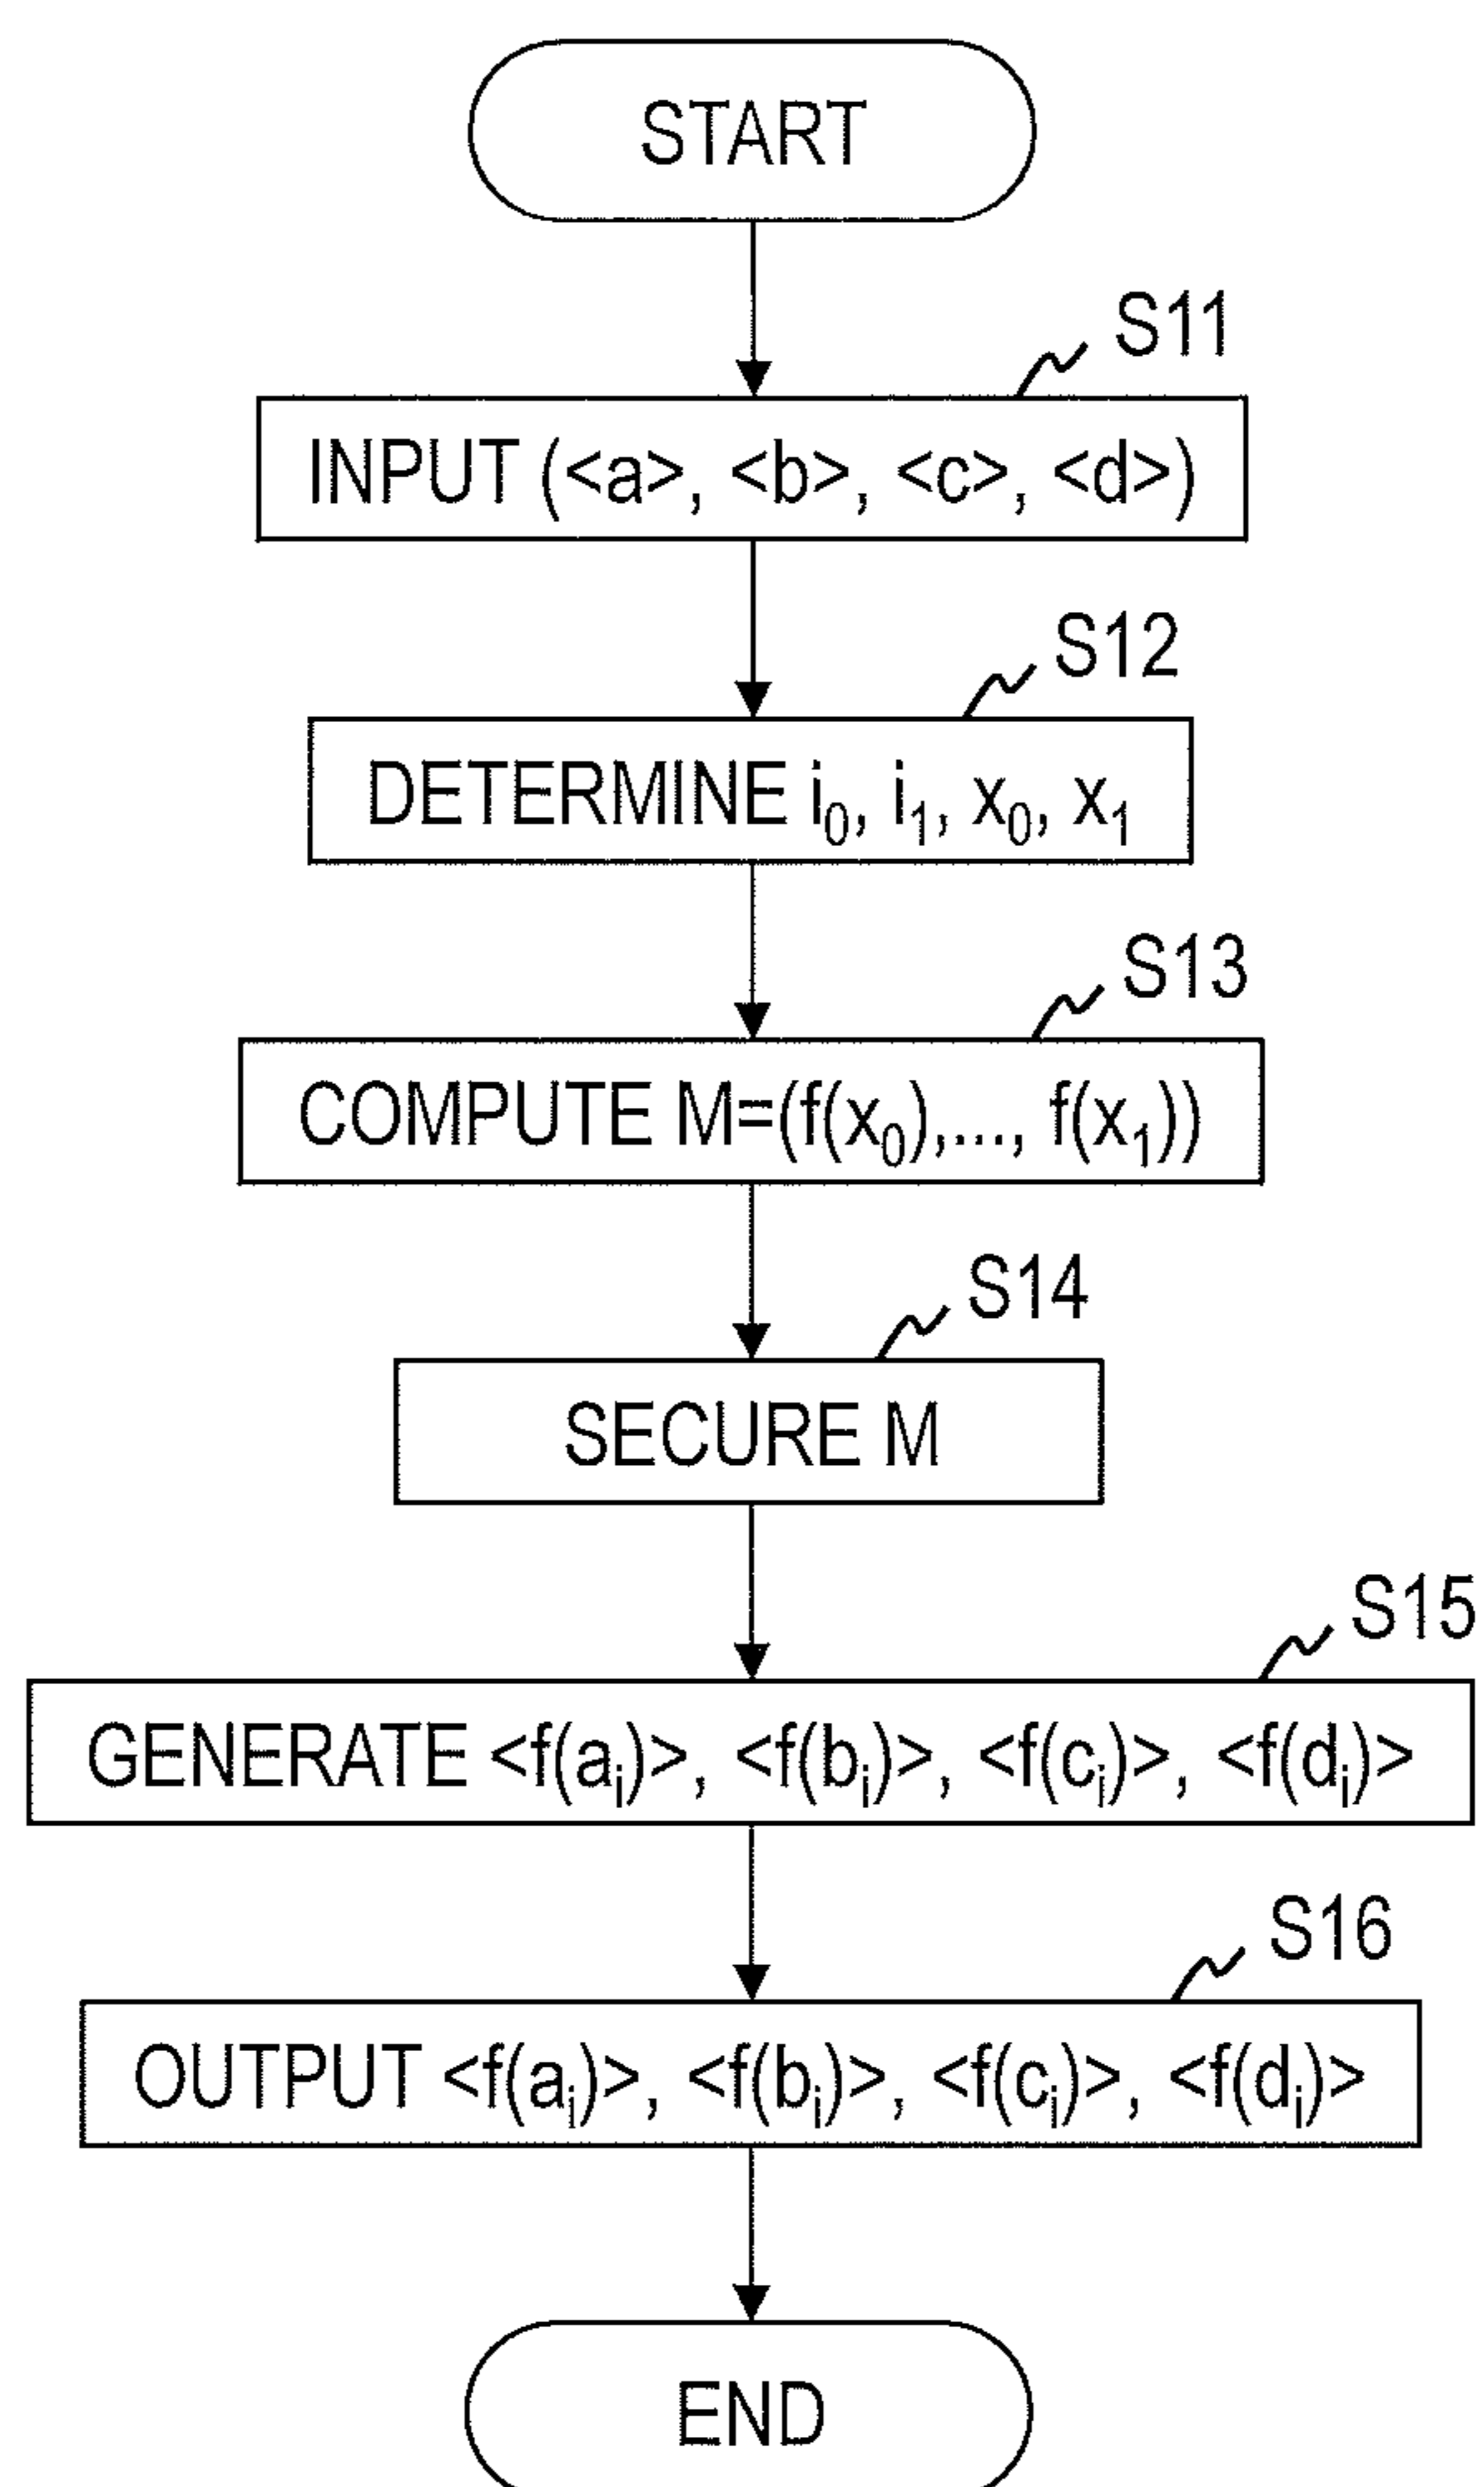 START
S11
INPUT (<a>, <b>, <c>, <d>)
S12
DETERMINE i₀, i₁, x₀, x₁
S13
COMPUTE M=(f(x₀),..., f(x₁))
S14
SECURE M
S15
GENERATE <f(aᵢ)>, <f(bᵢ)>, <f(cᵢ)>, <f(dᵢ)>
S16
OUTPUT <f(aᵢ)>, <f(bᵢ)>, <f(cᵢ)>, <f(dᵢ)>
END